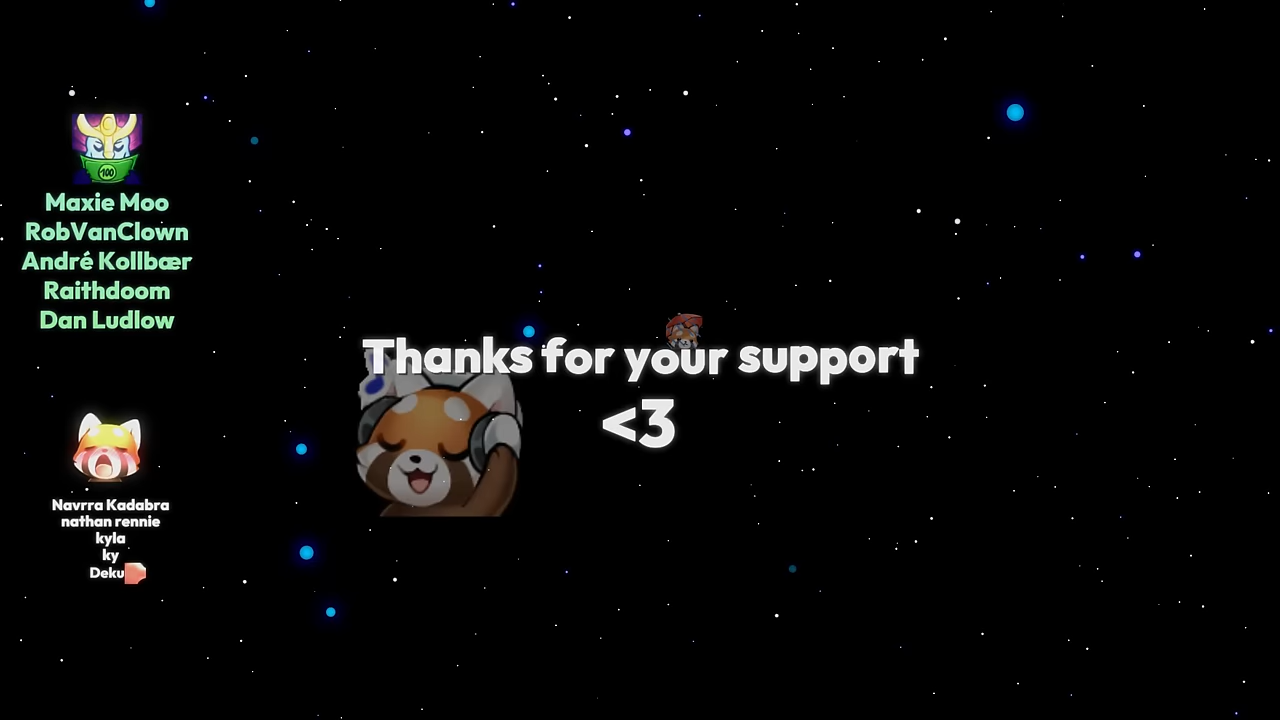 100
Maxie Moo
RobVanClown
André Kollbær
Raithdoom
Dan Ludlow
Thanks for your support
<3
Navrra Kadabra
nathan rennie
kyla
ky
Deku